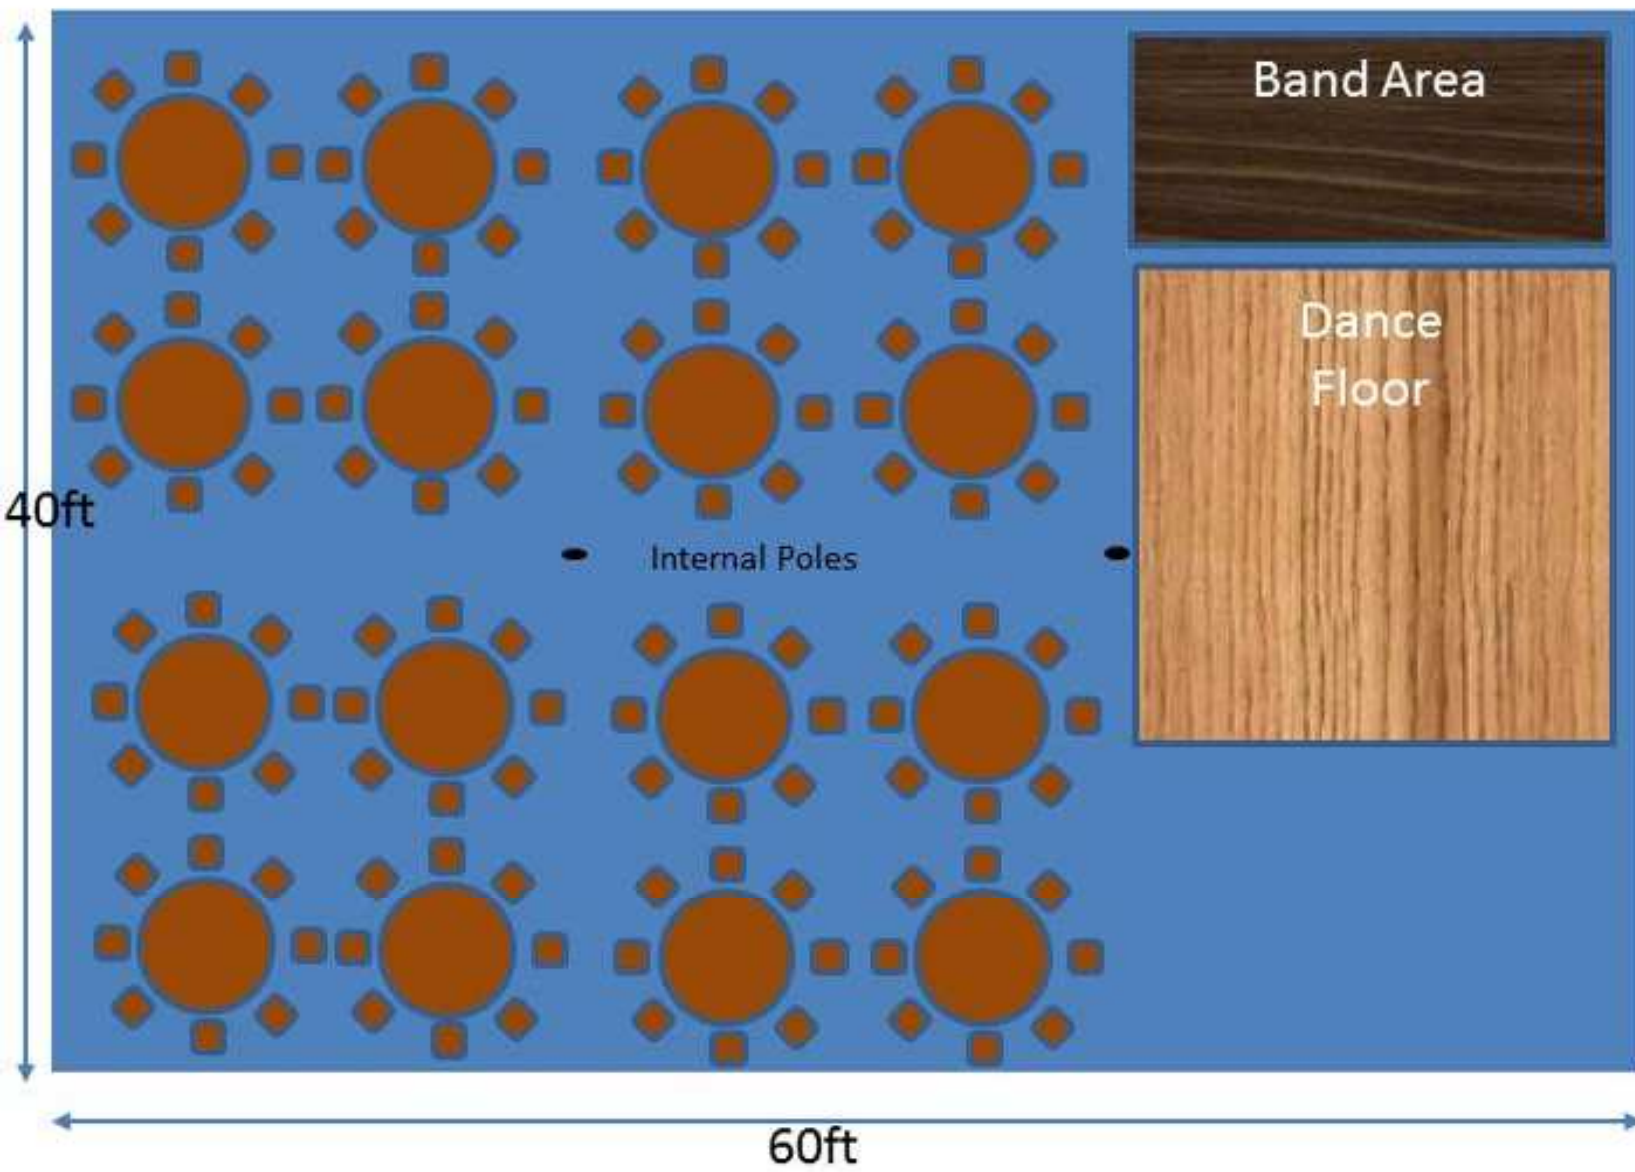 Band Area
Dance
Floor
40ft
Internal Poles
60ft